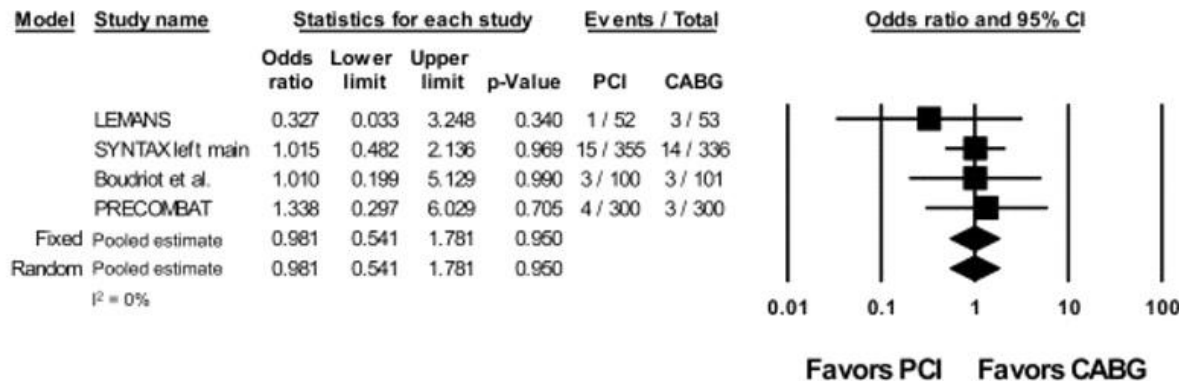 Model Study name Statistics for each study Events / Total Odds ratio and 95% CI
Odds Lower Upper
ratio limit limit p-Value PCI CABG
LEMANS 0.327 0.033 3.248 0.340 1 / 52 3 / 53
SYNTAX left main 1.015 0.482 2.136 0.969 15 / 355 14 / 336
Boudriot et al. 1.010 0.199 5.129 0.990 3 / 100 3 / 101
PRECOMBAT 1.338 0.297 6.029 0.705 4 / 300 3 / 300
Fixed Pooled estimate 0.981 0.541 1.781 0.950
Random Pooled estimate 0.981 0.541 1.781 0.950
I² = 0%
0.01 0.1 1 10 100
Favors PCI Favors CABG